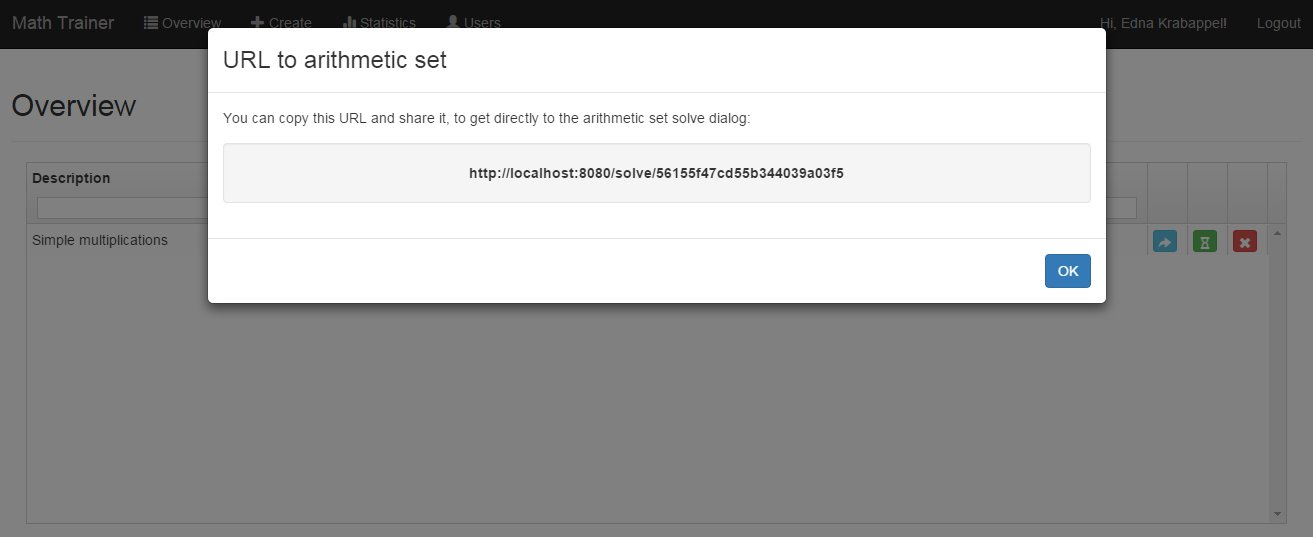 Math Trainer Overview Create Statistics Users Hi, Edna Krabappel! Logout
URL to arithmetic set
Overview
You can copy this URL and share it, to get directly to the arithmetic set solve dialog:
http://localhost:8080/solve/56155f47cd55b344039a03f5
Description
Simple multiplications
OK